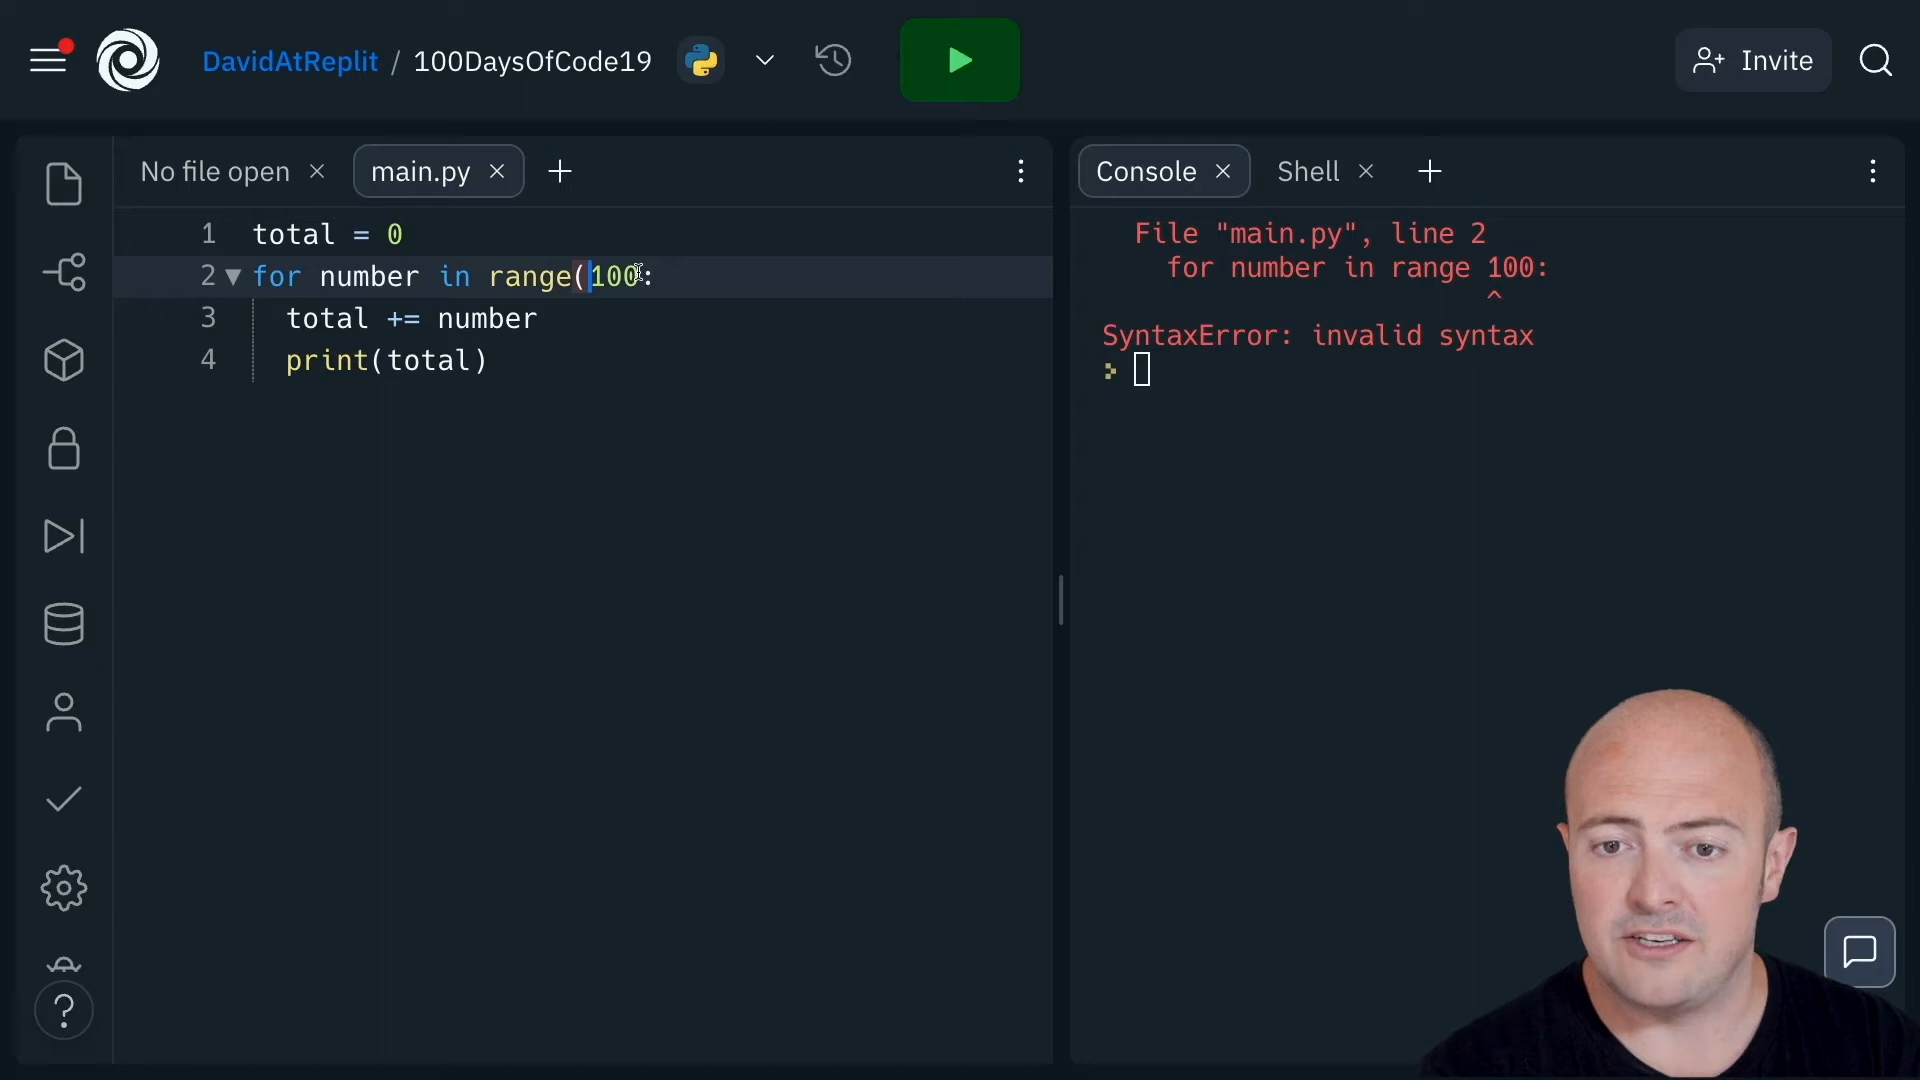 DavidAtReplit / 100DaysOfCode19
Invite
No file open
main.py
1 total = 0
2 for number in range(100:
3 total += number
4 print(total)
Console
Shell
File "main.py", line 2
for number in range 100:
^
SyntaxError: invalid syntax
?